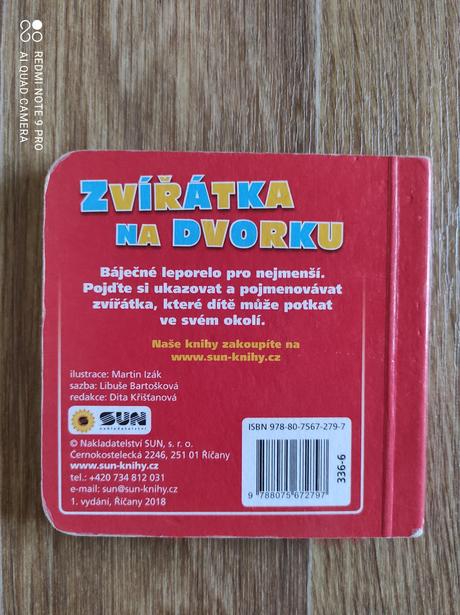 REDMI NOTE 9 PRO
AI QUAD CAMERA
ZVÍŘÁTKA
NA DVORKU
Báječné leporelo pro nejmenší.
Pojďte si ukazovat a pojmenovávat
zvířátka, které dítě může potkat
ve svém okolí.
Naše knihy zakoupíte na
www.sun-knihy.cz
ilustrace: Martin Izák
sazba: Libuše Bartošková
redakce: Dita Křišťanová
SUN
nakladatelství
© Nakladatelství SUN, s. r. o.
Černokostelecká 2246, 251 01 Říčany
www.sun-knihy.cz
tel.: +420 734 812 031
e-mail: sun@sun-knihy.cz
1. vydání, Říčany 2018
ISBN 978-80-7567-279-7
9 788075 672797
336-6